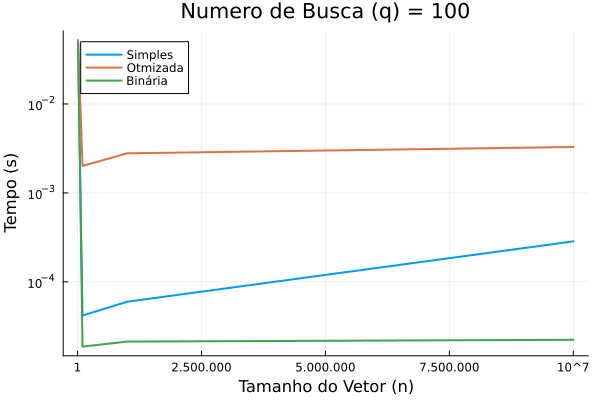 Numero de Busca (q) = 100
Simples
Otmizada
Binária
10⁻²
10⁻³
10⁻⁴
Tempo (s)
1
2.500.000
5.000.000
7.500.000
10^7
Tamanho do Vetor (n)